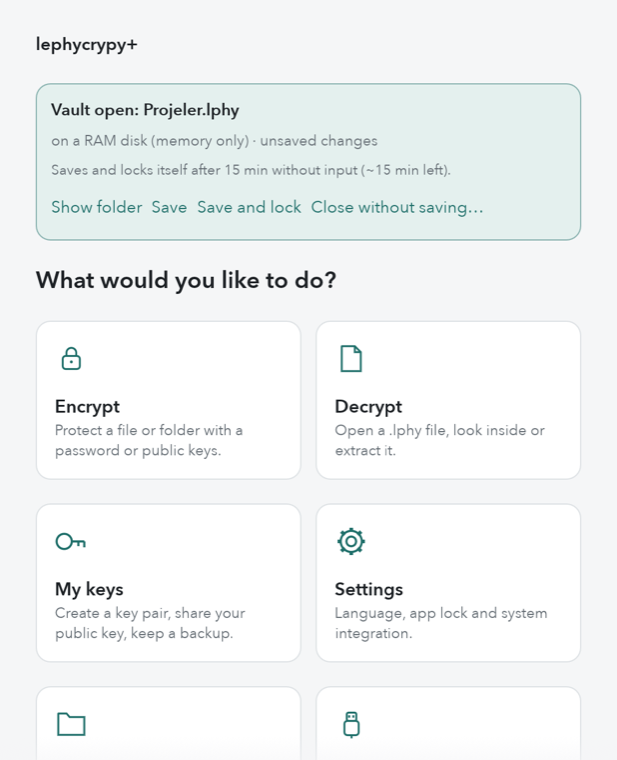 lephycrypy+
Vault open: Projeler.lphy
on a RAM disk (memory only) · unsaved changes
Saves and locks itself after 15 min without input (~15 min left).
Show folder Save Save and lock Close without saving…
What would you like to do?
Encrypt
Protect a file or folder with a
password or public keys.
Decrypt
Open a .lphy file, look inside or
extract it.
My keys
Create a key pair, share your
public key, keep a backup.
Settings
Language, app lock and system
integration.